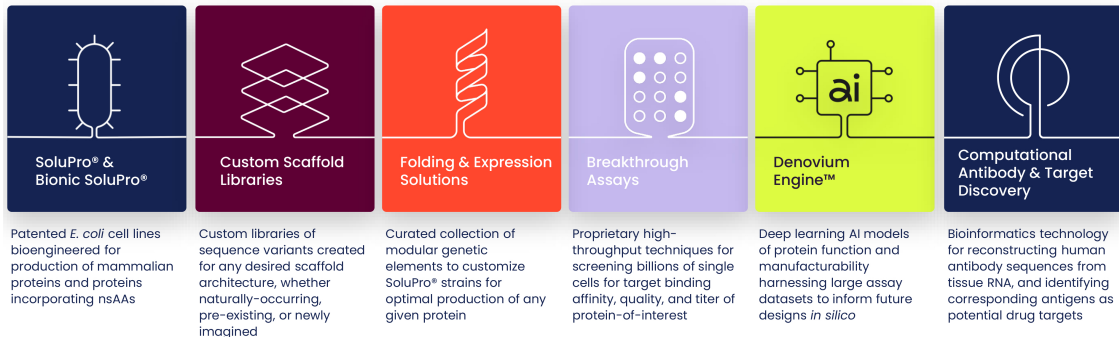 SoluPro® &
Bionic SoluPro®
Patented E. coli cell lines
bioengineered for
production of mammalian
proteins and proteins
incorporating nsAAs
Custom Scaffold
Libraries
Custom libraries of
sequence variants created
for any desired scaffold
architecture, whether
naturally-occurring,
pre-existing, or newly
imagined
Folding & Expression
Solutions
Curated collection of
modular genetic
elements to customize
SoluPro® strains for
optimal production of any
given protein
Breakthrough
Assays
Proprietary high-
throughput techniques for
screening billions of single
cells for target binding
affinity, quality, and titer of
protein-of-interest
ai
Denovium
Engine™
Deep learning AI models
of protein function and
manufacturability
harnessing large assay
datasets to inform future
designs in silico
Computational
Antibody & Target
Discovery
Bioinformatics technology
for reconstructing human
antibody sequences from
tissue RNA, and identifying
corresponding antigens as
potential drug targets